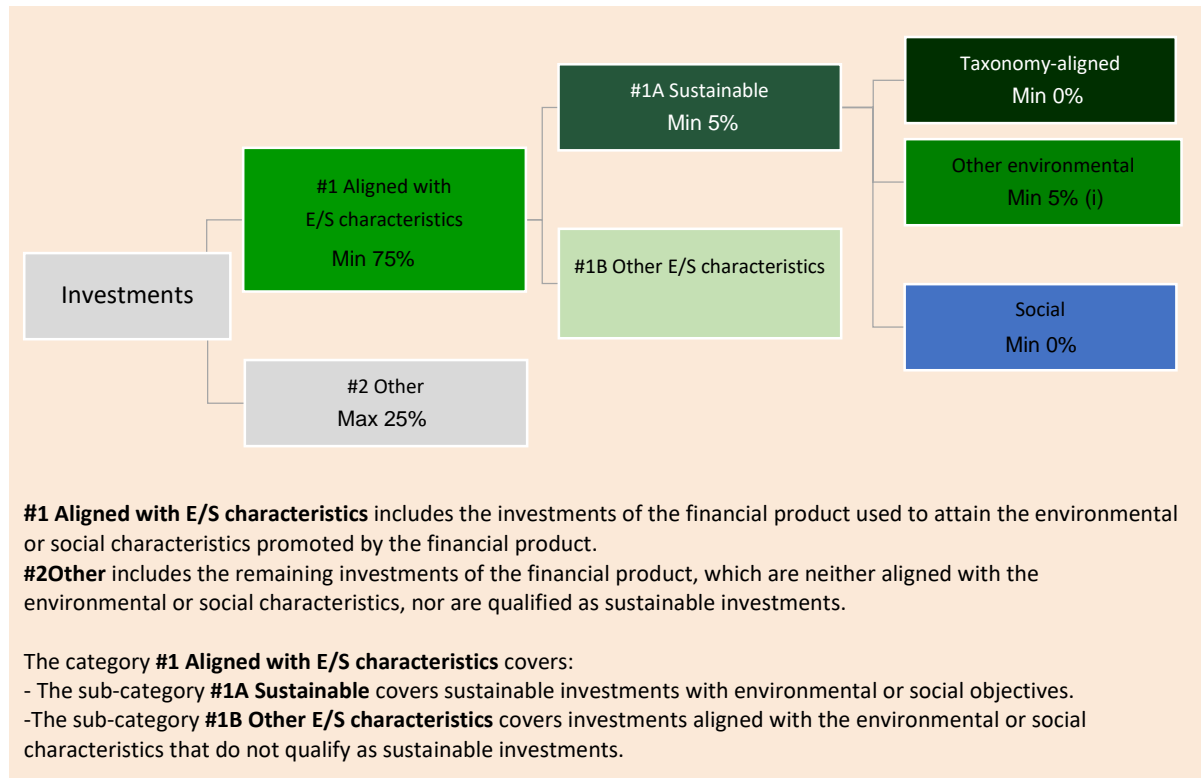 Taxonomy-aligned
Min 0%
#1A Sustainable
Min 5%
Other environmental
Min 5% (i)
#1 Aligned with
E/S characteristics
Min 75%
#1B Other E/S characteristics
Investments
Social
Min 0%
#2 Other
Max 25%
#1 Aligned with E/S characteristics includes the investments of the financial product used to attain the environmental
or social characteristics promoted by the financial product.
#2Other includes the remaining investments of the financial product, which are neither aligned with the
environmental or social characteristics, nor are qualified as sustainable investments.
The category #1 Aligned with E/S characteristics covers:
- The sub-category #1A Sustainable covers sustainable investments with environmental or social objectives.
-The sub-category #1B Other E/S characteristics covers investments aligned with the environmental or social
characteristics that do not qualify as sustainable investments.